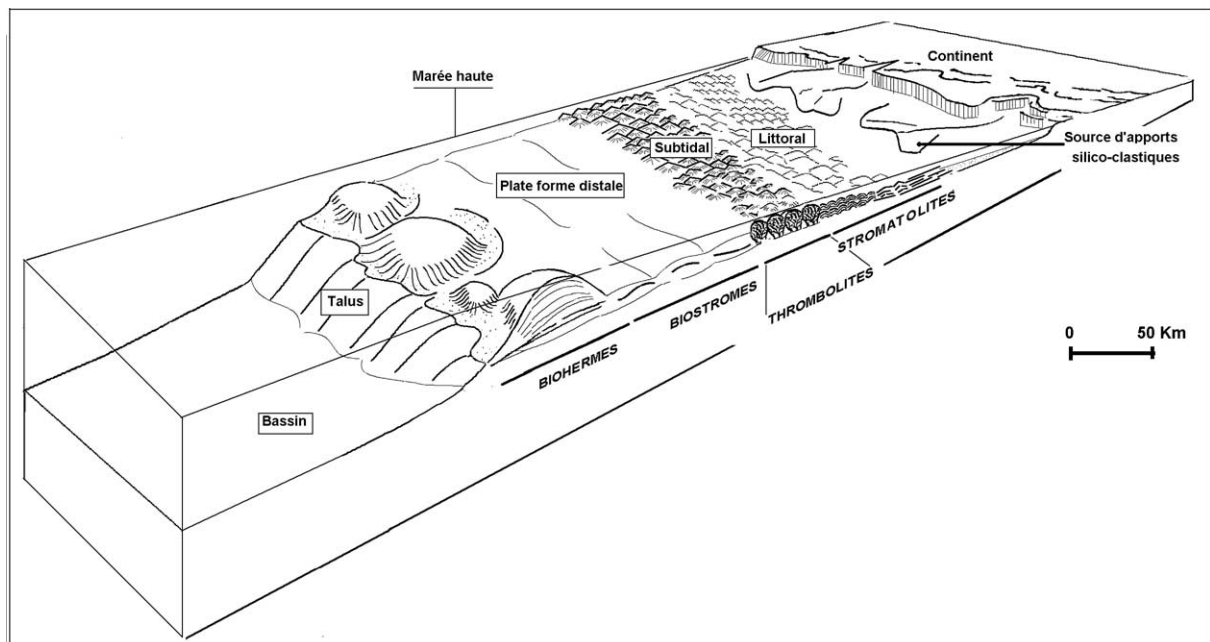 Continent
Marée haute
Source d'apports
silico-clastiques
Littoral
Subtidal
Plate forme distale
STROMATOLITES
THROMBOLITES
BIOSTROMES
BIOHERMES
Talus
Bassin
0 50 Km